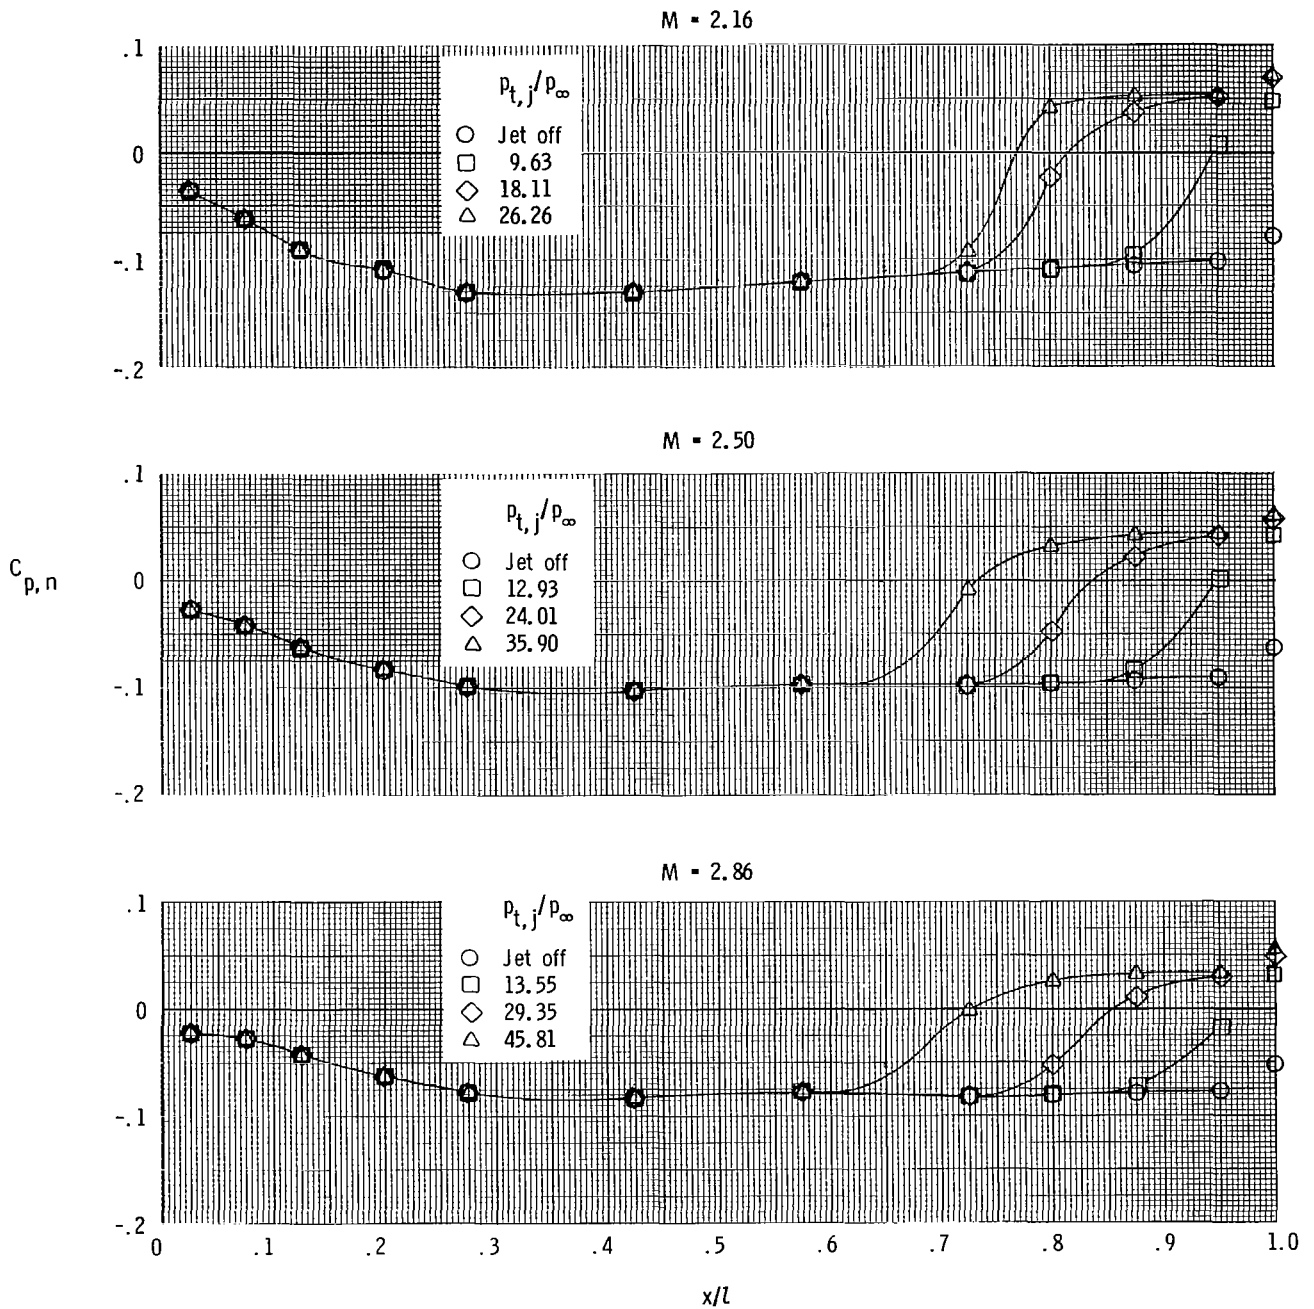 M = 2.16
.1
0
-.1
-.2
p_t,j/p_∞
Jet off
9.63
18.11
26.26
M = 2.50
.1
0
-.1
-.2
p_t,j/p_∞
Jet off
12.93
24.01
35.90
C_p,n
M = 2.86
.1
0
-.1
-.2
p_t,j/p_∞
Jet off
13.55
29.35
45.81
0 .1 .2 .3 .4 .5 .6 .7 .8 .9 1.0
x/l